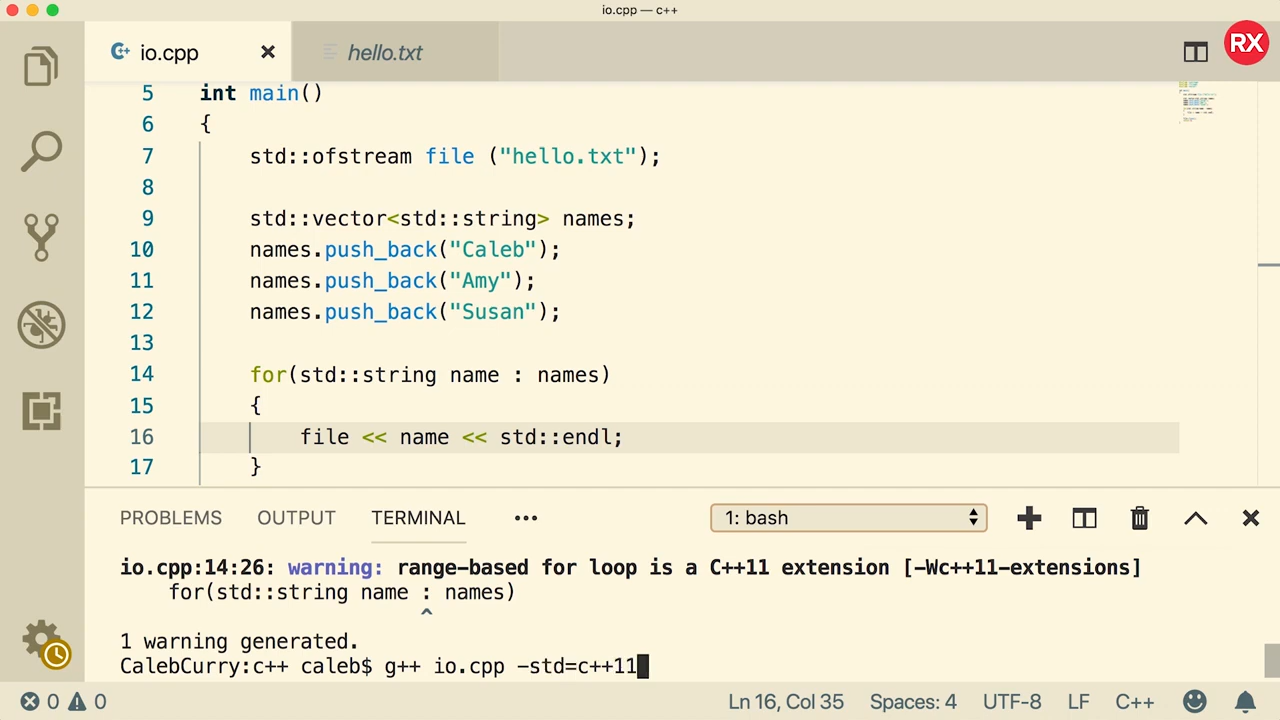 io.cpp — c++
io.cpp
hello.txt
RX
5 int main()
6 {
7 std::ofstream file ("hello.txt");
8
9 std::vector<std::string> names;
10 names.push_back("Caleb");
11 names.push_back("Amy");
12 names.push_back("Susan");
13
14 for(std::string name : names)
15 {
16 file << name << std::endl;
17 }
PROBLEMS OUTPUT TERMINAL ••• 1: bash
io.cpp:14:26: warning: range-based for loop is a C++11 extension [-Wc++11-extensions]
for(std::string name : names)
^
1 warning generated.
CalebCurry:c++ caleb$ g++ io.cpp -std=c++11
0 0 Ln 16, Col 35 Spaces: 4 UTF-8 LF C++